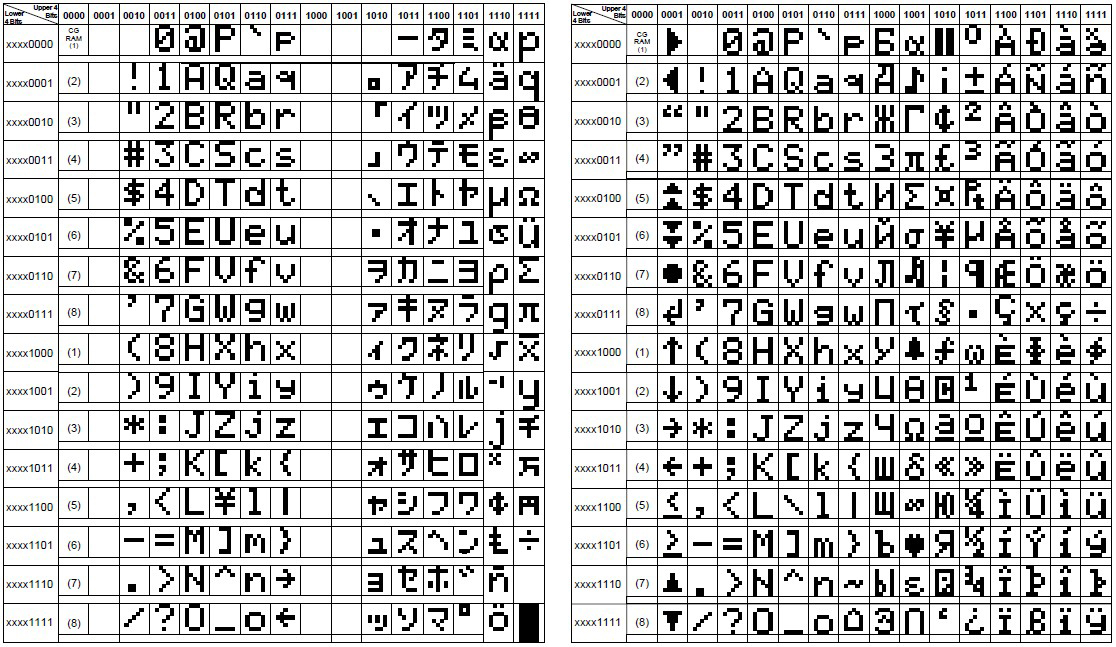 Upper 4 Bits
Lower 4 Bits 0000 0001 0010 0011 0100 0101 0110 0111 1000 1001 1010 1011 1100 1101 1110 1111
xxxx0000 CG RAM (1) 0 @ P ` p ー タ ミ α p
xxxx0001 (2) ! 1 A Q a q 。 ア チ ム ä q
xxxx0010 (3) " 2 B R b r 「 イ ツ メ β θ
xxxx0011 (4) # 3 C S c s 」 ウ テ モ ε ∞
xxxx0100 (5) $ 4 D T d t 、 エ ト ヤ μ Ω
xxxx0101 (6) % 5 E U e u ・ オ ナ ユ σ ü
xxxx0110 (7) & 6 F V f v ヲ カ ニ ヨ ρ Σ
xxxx0111 (8) ' 7 G W g w ァ キ ヌ ラ g π
xxxx1000 (1) ( 8 H X h x ィ ク ネ リ √ x̄
xxxx1001 (2) ) 9 I Y i y ゥ ケ ノ ル ⁻¹ y
xxxx1010 (3) * : J Z j z ェ コ ハ レ j 千
xxxx1011 (4) + ; K [ k { ォ サ ヒ ロ ˣ 万
xxxx1100 (5) , < L ¥ l | ャ シ フ ワ ¢ 円
xxxx1101 (6) - = M ] m } ュ ス ヘ ン £ ÷
xxxx1110 (7) . > N ^ n → ョ セ ホ ゛ ñ
xxxx1111 (8) / ? O _ o ← ッ ソ マ ゜ ö █
Upper 4 Bits
Lower 4 Bits 0000 0001 0010 0011 0100 0101 0110 0111 1000 1001 1010 1011 1100 1101 1110 1111
xxxx0000 CG RAM (1) ▶ 0 @ P ` p Б α ⁰ À Ð à ð
xxxx0001 (2) ◀ ! 1 A Q a q Д ♪ ¡ ± Á Ñ á ñ
xxxx0010 (3) “ " 2 B R b r Ж Г ¢ ² Â Ò â ò
xxxx0011 (4) ” # 3 C S c s З π £ ³ Ã Ó ã ó
xxxx0100 (5) ⏫ $ 4 D T d t И Σ ¤ ₧ Ä Ô ä ô
xxxx0101 (6) ⏬ % 5 E U e u Й σ ¥ µ Å Õ å õ
xxxx0110 (7) ● & 6 F V f v Л ♫ ¦ ¶ Æ Ö æ ö
xxxx0111 (8) ↵ ' 7 G W g w П τ § · Ç × ç ÷
xxxx1000 (1) ↑ ( 8 H X h x У 🔔 ƒ ω È Φ è φ
xxxx1001 (2) ↓ ) 9 I Y i y Ц θ © ¹ É Ù é ù
xxxx1010 (3) → * : J Z j z Ч Ω ª º Ê Ú ê ú
xxxx1011 (4) ← + ; K [ k { Ш δ « » Ë Û ë û
xxxx1100 (5) ≤ , < L \ l | Щ ∞ Ю ¼ Ì Ü ì ü
xxxx1101 (6) ≥ - = M ] m } Ъ ♥ Я ½ Í Ý í ý
xxxx1110 (7) ▲ . > N ^ n ~ Ы ε ® ¾ Î Þ î þ
xxxx1111 (8) ▼ / ? O _ o ⌂ Э ∩ ‘ ¿ Ï ß ï ÿ